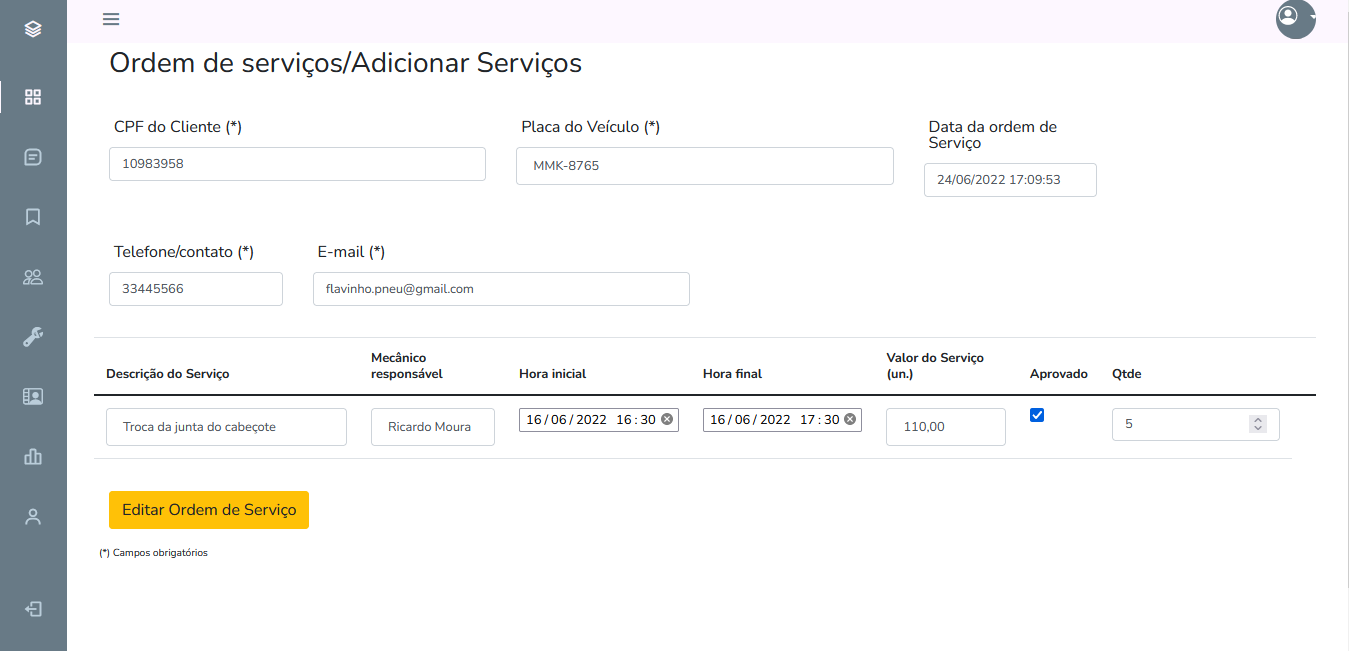 Ordem de serviços/Adicionar Serviços
CPF do Cliente (*)
Placa do Veículo (*)
Data da ordem de
Serviço
10983958
MMK-8765
24/06/2022 17:09:53
Telefone/contato (*)
E-mail (*)
33445566
flavinho.pneu@gmail.com
Descrição do Serviço
Mecânico
responsável
Hora inicial
Hora final
Valor do Serviço
(un.)
Aprovado
Qtde
Troca da junta do cabeçote
Ricardo Moura
16/06/2022 16:30
16/06/2022 17:30
110,00
5
Editar Ordem de Serviço
(*) Campos obrigatórios